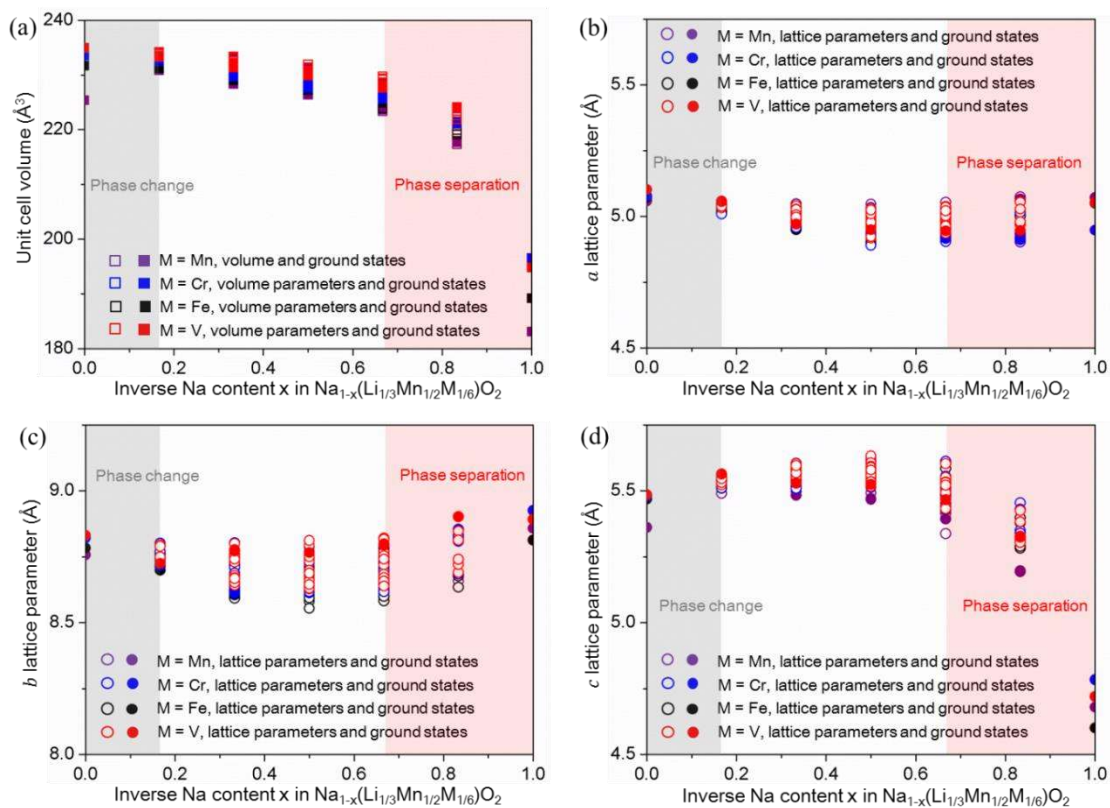 (a)
240
230
220
200
180
Unit cell volume (Å³)
Phase change
Phase separation
M = Mn, volume and ground states
M = Cr, volume parameters and ground states
M = Fe, volume parameters and ground states
M = V, volume parameters and ground states
0.0 0.2 0.4 0.6 0.8 1.0
Inverse Na content x in Na₁₋ₓ(Li₁/₃Mn₁/₂M₁/₆)O₂
(b)
M = Mn, lattice parameters and ground states
M = Cr, lattice parameters and ground states
M = Fe, lattice parameters and ground states
M = V, lattice parameters and ground states
5.5
5.0
4.5
a lattice parameter (Å)
Phase change
Phase separation
0.0 0.2 0.4 0.6 0.8 1.0
Inverse Na content x in Na₁₋ₓ(Li₁/₃Mn₁/₂M₁/₆)O₂
(c)
9.0
8.5
8.0
b lattice parameter (Å)
Phase change
Phase separation
M = Mn, lattice parameters and ground states
M = Cr, lattice parameters and ground states
M = Fe, lattice parameters and ground states
M = V, lattice parameters and ground states
0.0 0.2 0.4 0.6 0.8 1.0
Inverse Na content x in Na₁₋ₓ(Li₁/₃Mn₁/₂M₁/₆)O₂
(d)
5.5
5.0
4.5
c lattice parameter (Å)
Phase change
Phase separation
M = Mn, lattice parameters and ground states
M = Cr, lattice parameters and ground states
M = Fe, lattice parameters and ground states
M = V, lattice parameters and ground states
0.0 0.2 0.4 0.6 0.8 1.0
Inverse Na content x in Na₁₋ₓ(Li₁/₃Mn₁/₂M₁/₆)O₂